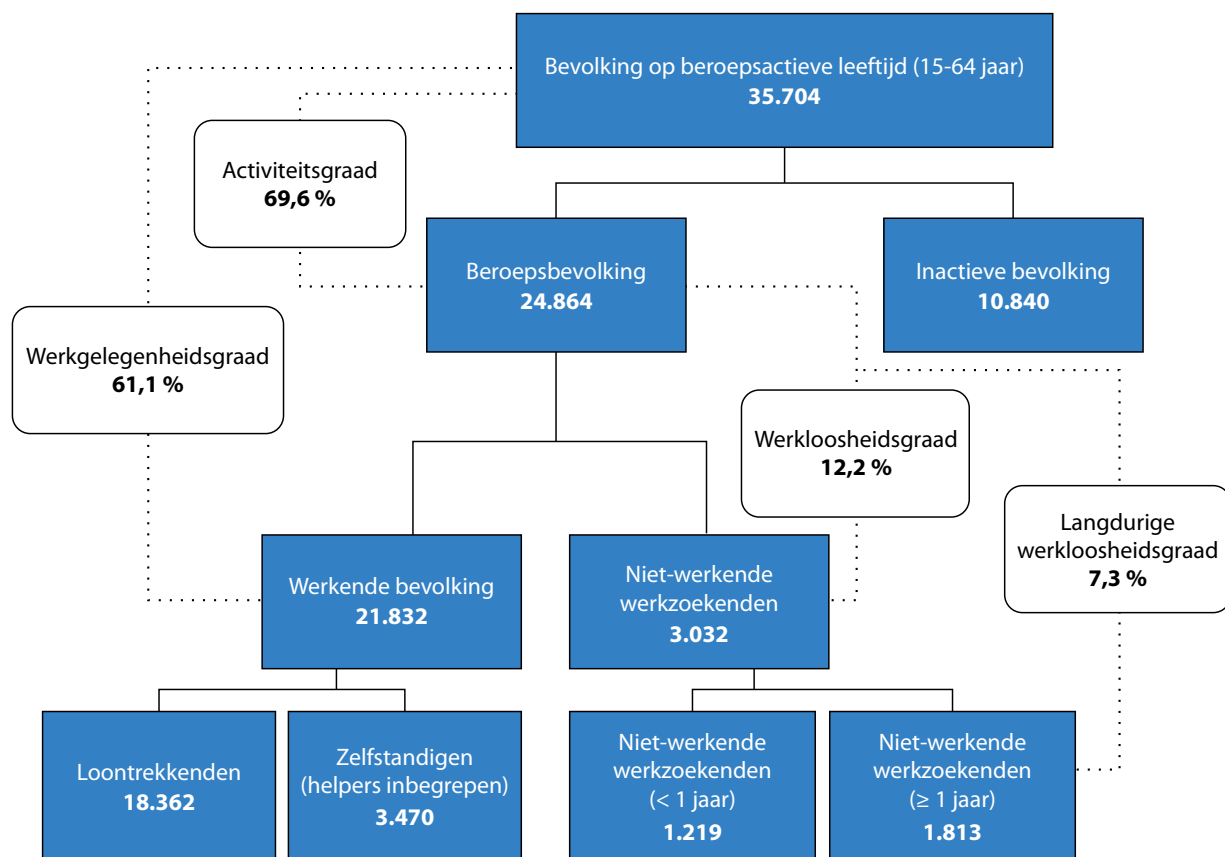 Bevolking op beroepsactieve leeftijd (15-64 jaar)
35.704
Activiteitsgraad
69,6 %
Beroepsbevolking
24.864
Inactieve bevolking
10.840
Werkgelegenheidsgraad
61,1 %
Werkloosheidsgraad
12,2 %
Langdurige
werkloosheidsgraad
7,3 %
Werkende bevolking
21.832
Niet-werkende
werkzoekenden
3.032
Loontrekkenden
18.362
Zelfstandigen
(helpers inbegrepen)
3.470
Niet-werkende
werkzoekenden
(< 1 jaar)
1.219
Niet-werkende
werkzoekenden
(≥ 1 jaar)
1.813